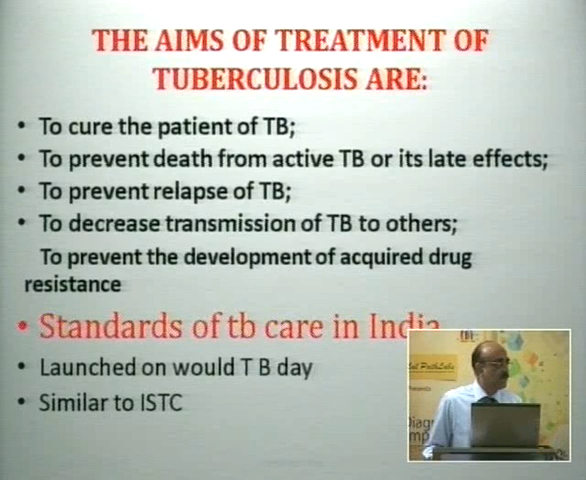 THE AIMS OF TREATMENT OF
TUBERCULOSIS ARE:
• To cure the patient of TB;
• To prevent death from active TB or its late effects;
• To prevent relapse of TB;
• To decrease transmission of TB to others;
To prevent the development of acquired drug
resistance
• Standards of tb care in India
• Launched on would T B day
• Similar to ISTC